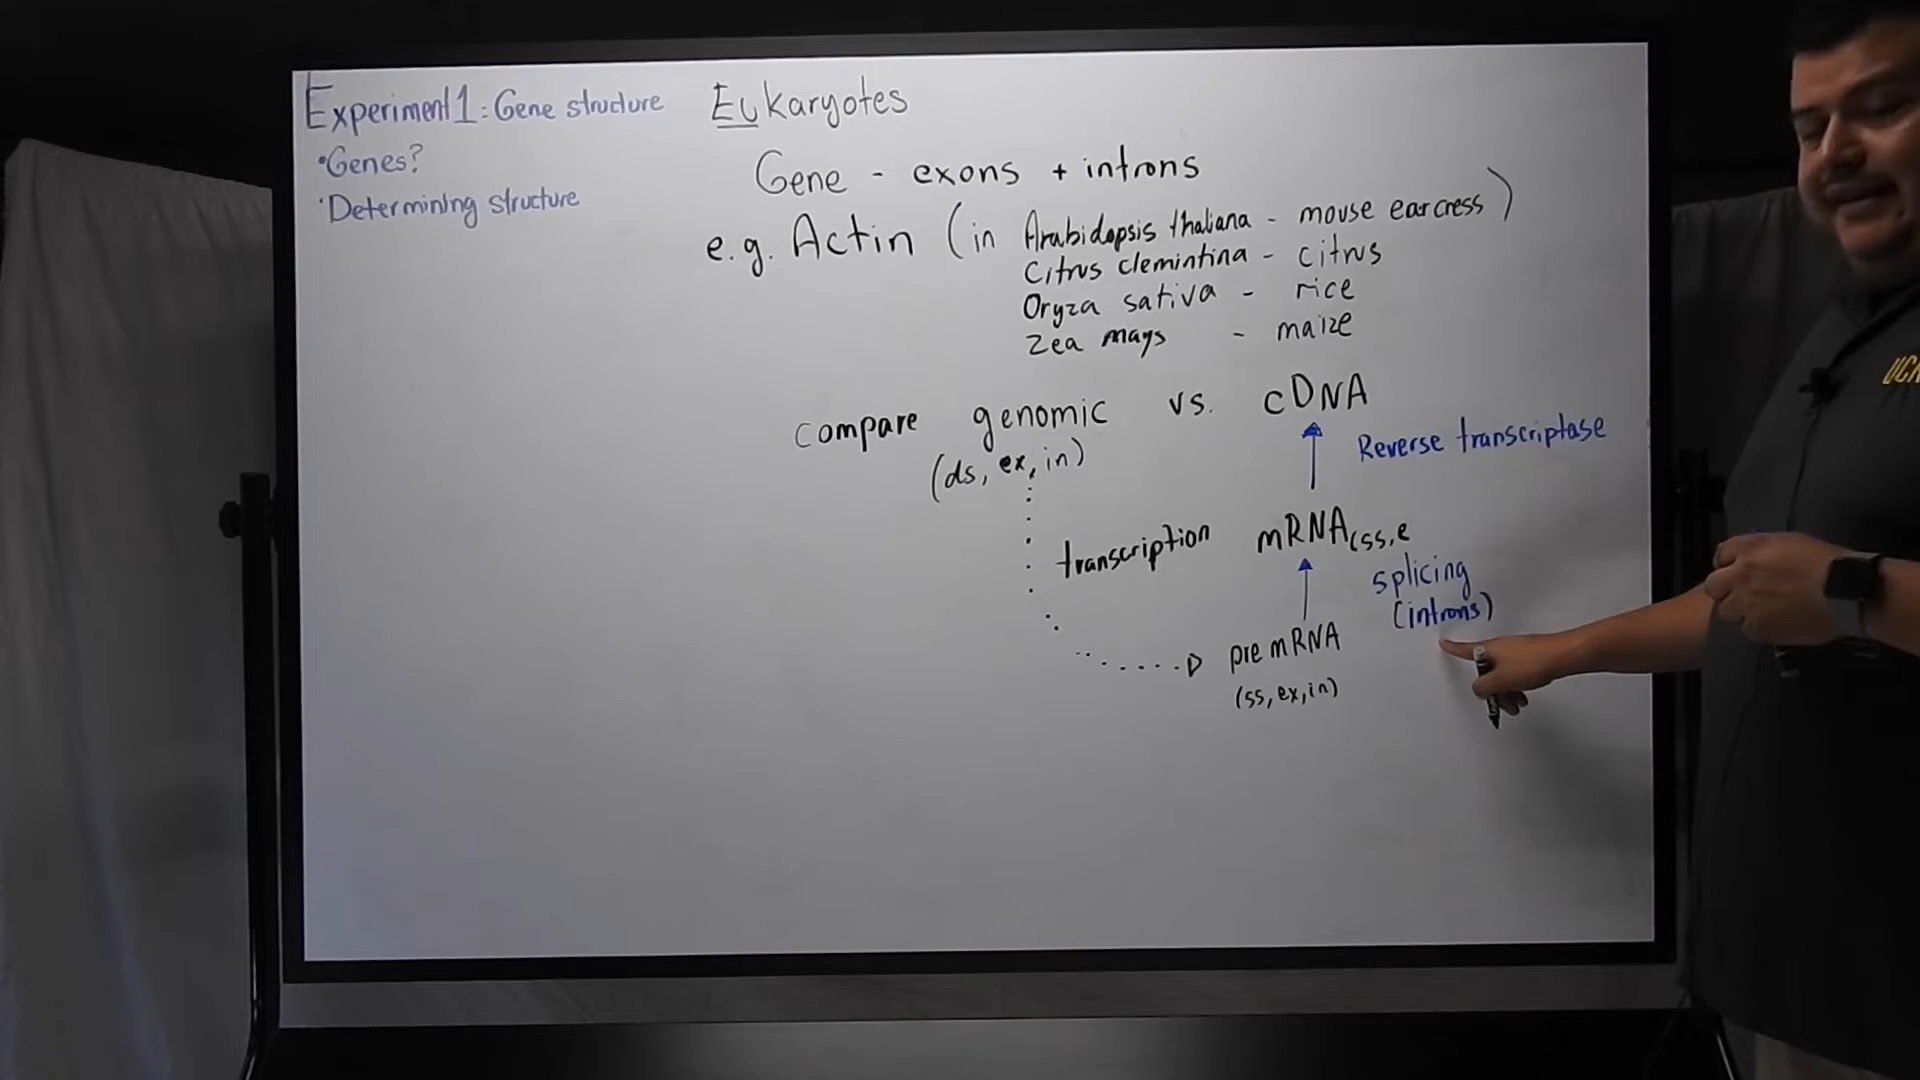 Experiment 1: Gene structure
• Genes?
• Determining structure
Eukaryotes
Gene - exons + introns
e.g. Actin (in Arabidopsis thaliana - mouse ear cress)
Citrus clemintina - citrus
Oryza sativa - rice
Zea mays - maize
compare genomic vs. cDNA
(ds, ex, in)
Reverse transcriptase
transcription
mRNA(ss, e
splicing
(introns)
pre mRNA
(ss, ex, in)